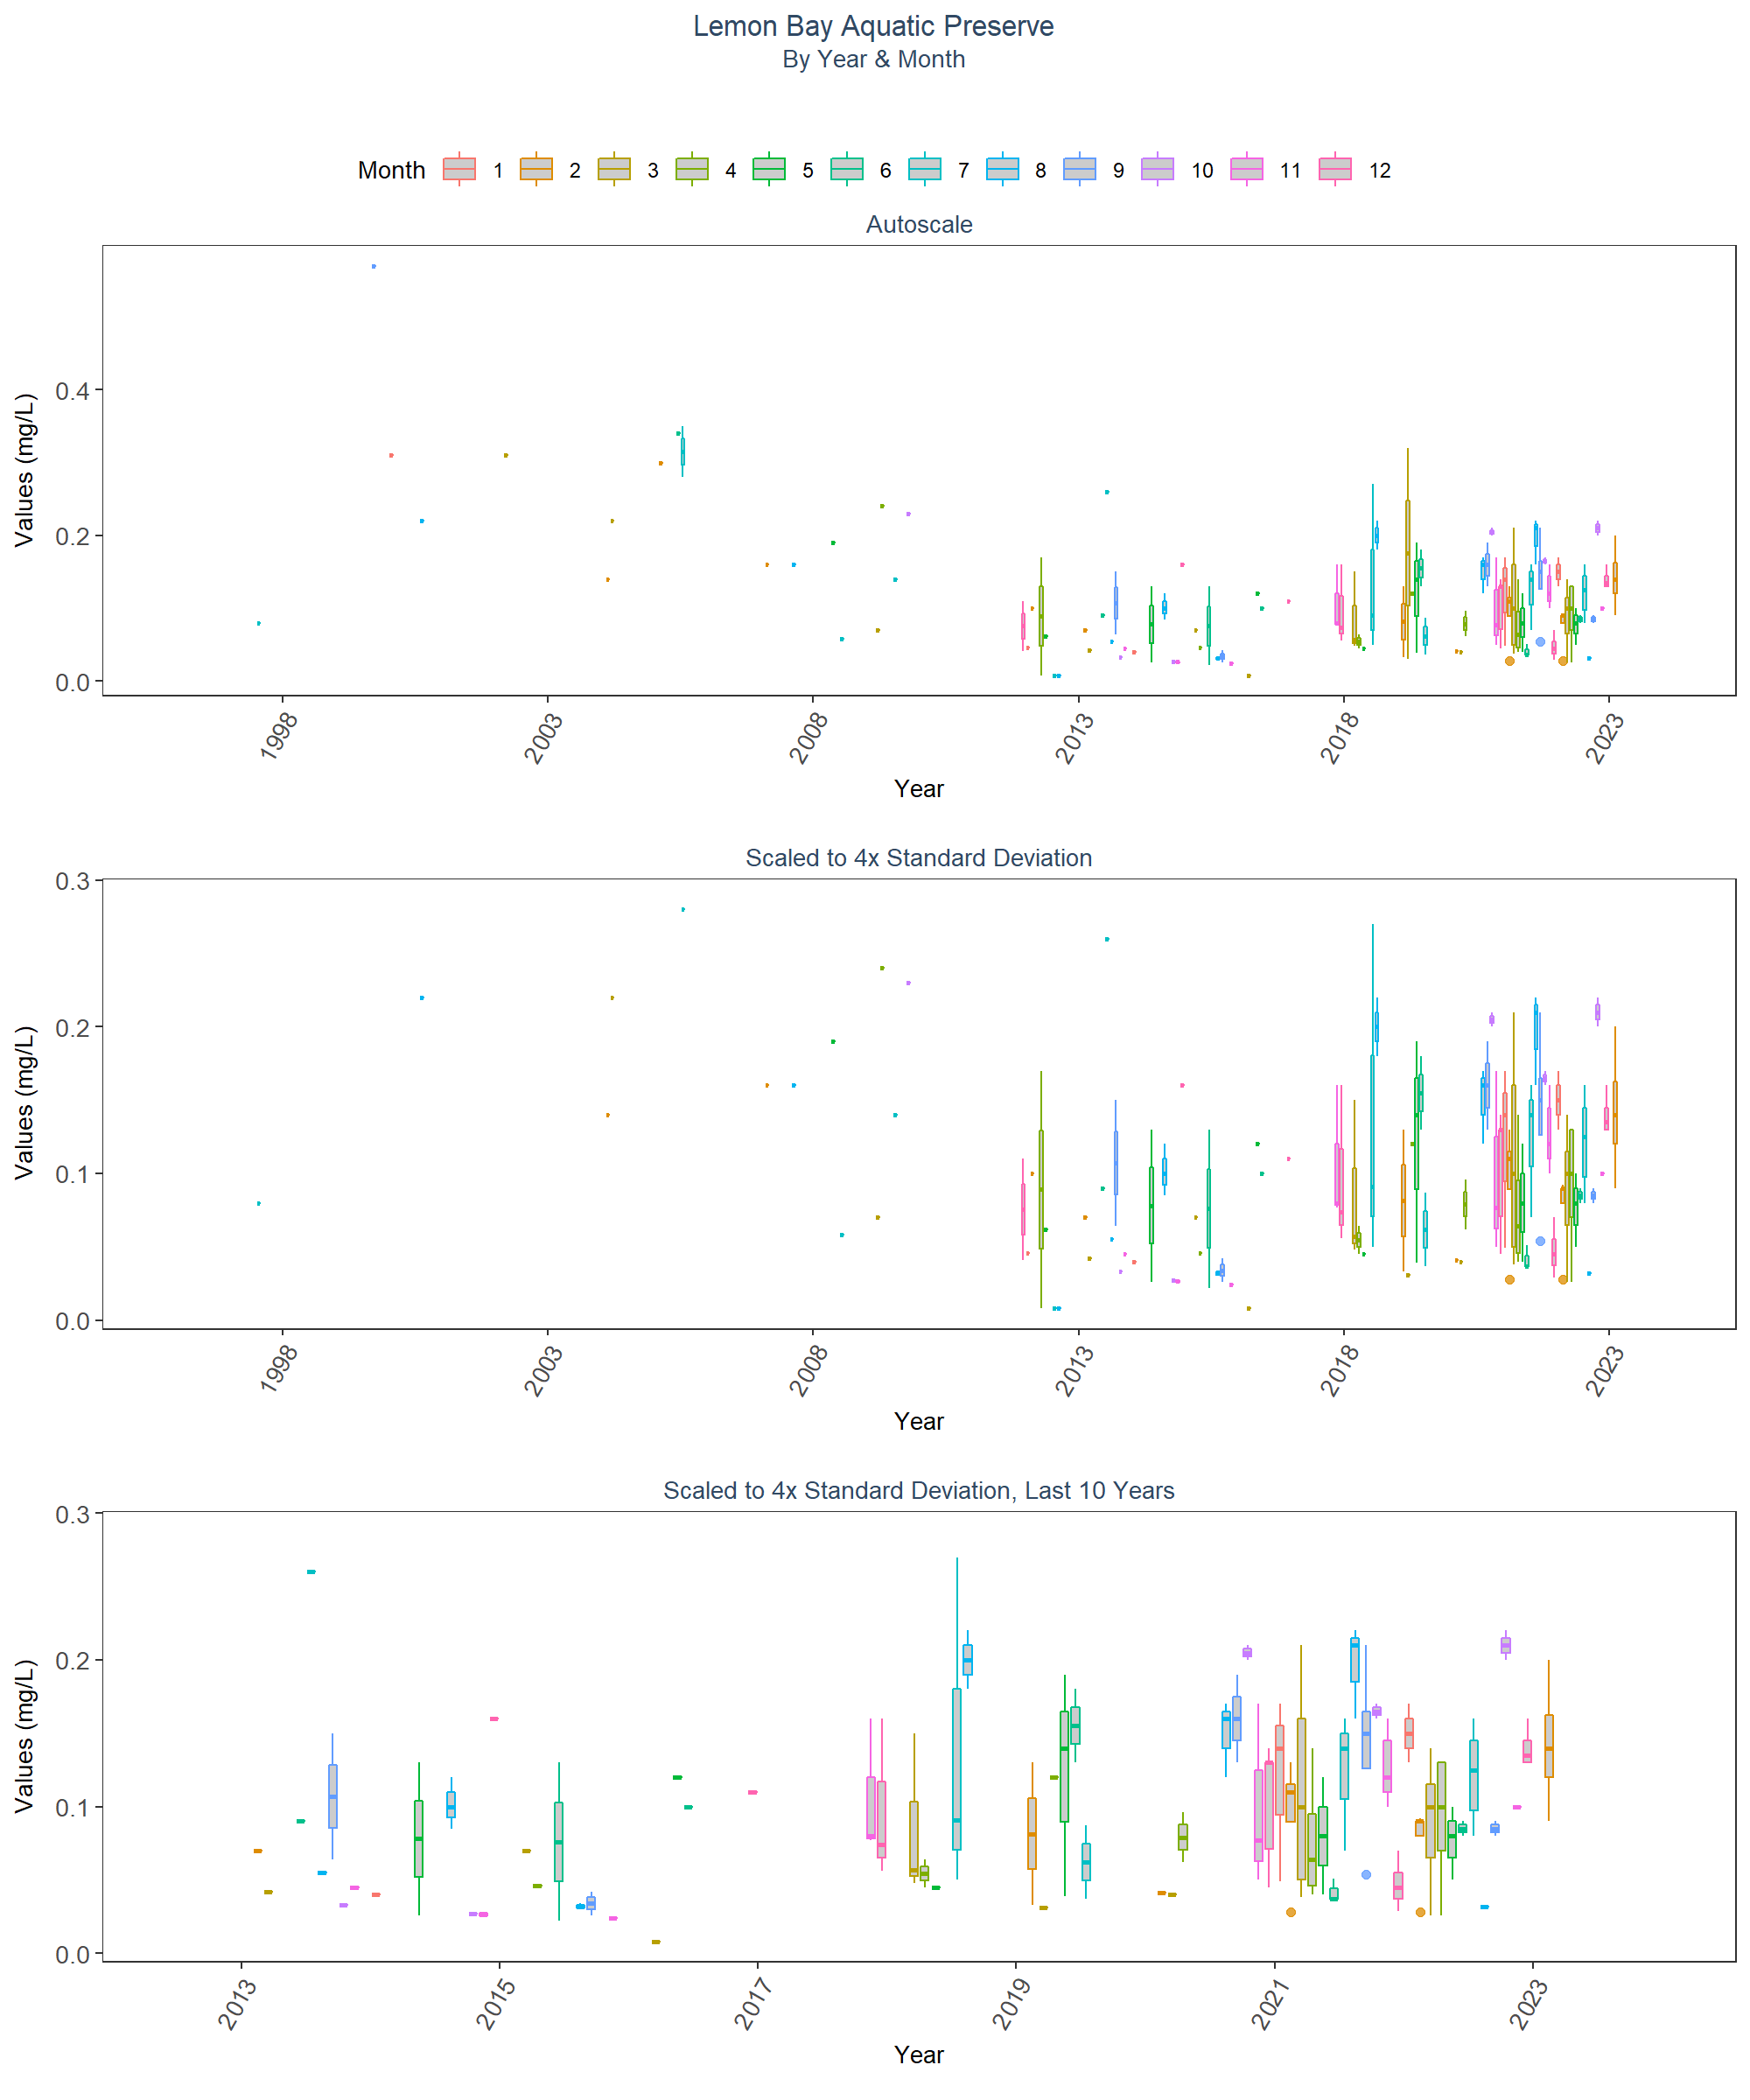 Lemon Bay Aquatic Preserve
By Year & Month
Month 1 2 3 4 5 6 7 8 9 10 11 12
Autoscale
Values (mg/L)
0.4
0.2
0.0
1998 2003 2008 2013 2018 2023
Year
Scaled to 4x Standard Deviation
Values (mg/L)
0.3
0.2
0.1
0.0
1998 2003 2008 2013 2018 2023
Year
Scaled to 4x Standard Deviation, Last 10 Years
Values (mg/L)
0.3
0.2
0.1
0.0
2013 2015 2017 2019 2021 2023
Year